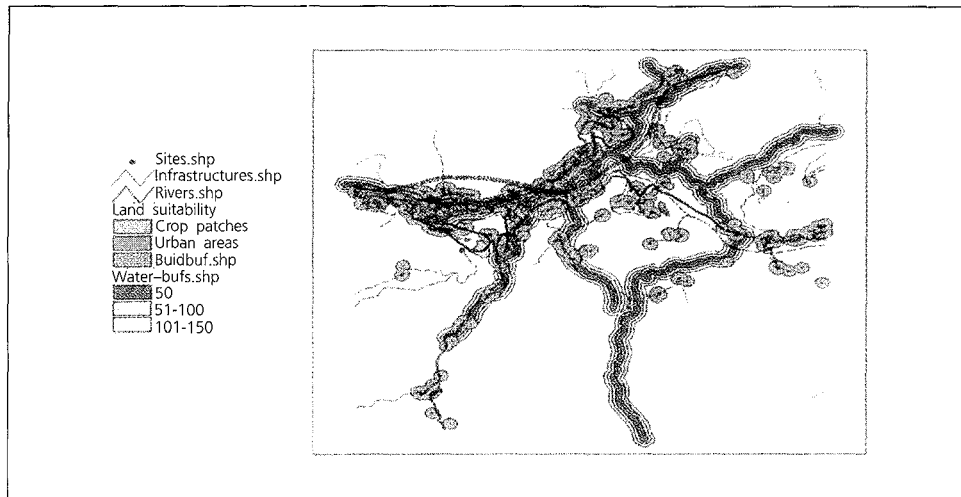 Sites.shp
Infrastructures.shp
Rivers.shp
Land suitability
Crop patches
Urban areas
Buidbuf.shp
Water-bufs.shp
50
51-100
101-150